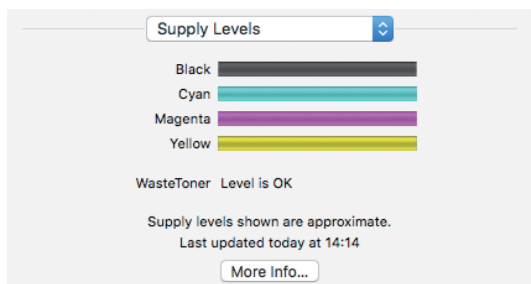 Supply Levels
Black
Cyan
Magenta
Yellow
WasteToner Level is OK
Supply levels shown are approximate.
Last updated today at 14:14
More Info...